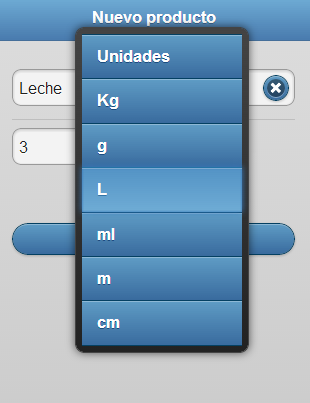 Nuevo producto
Unidades
Leche
Kg
g
3
L
ml
m
cm